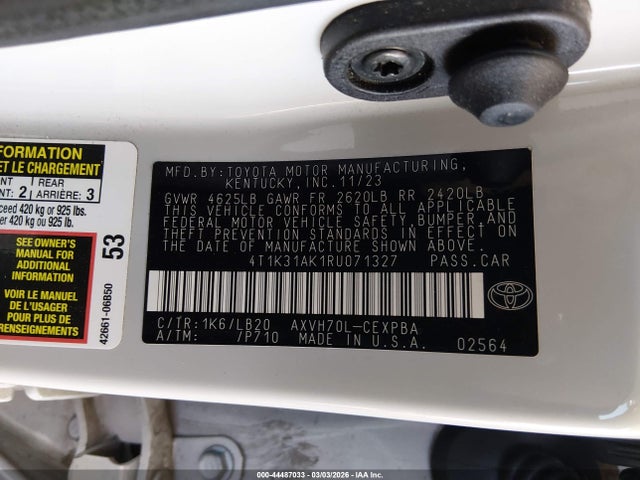 FORMATION
ET LE CHARGEMENT
NT REAR
NT: 2 ARRIÈRE: 3
ceed 420 kg or 925 lbs.
er 420 kg ou 925 lb.
SEE OWNER'S
MANUAL FOR
ADDITIONAL
INFORMATION
VOIR LE MANUEL
DE L'USAGER
POUR PLUS DE
RENSEIGNEMENTS
53
42661-06B50
MFD.BY:TOYOTA MOTOR MANUFACTURING,
KENTUCKY, INC.11/23
GVWR 4625LB GAWR FR 2620LB RR 2420LB
THIS VEHICLE CONFORMS TO ALL APPLICABLE
FEDERAL MOTOR VEHICLE SAFETY, BUMPER, AND
THEFT PREVENTION STANDARDS IN EFFECT ON
THE DATE OF MANUFACTURE SHOWN ABOVE.
4T1K31AK1RU071327 PASS.CAR
C/TR:1K6/LB20 AXVH70L-CEXPBA
A/TM: /P710 MADE IN U.S.A. 02564
000-44487033 - 03/03/2026 - IAA Inc.